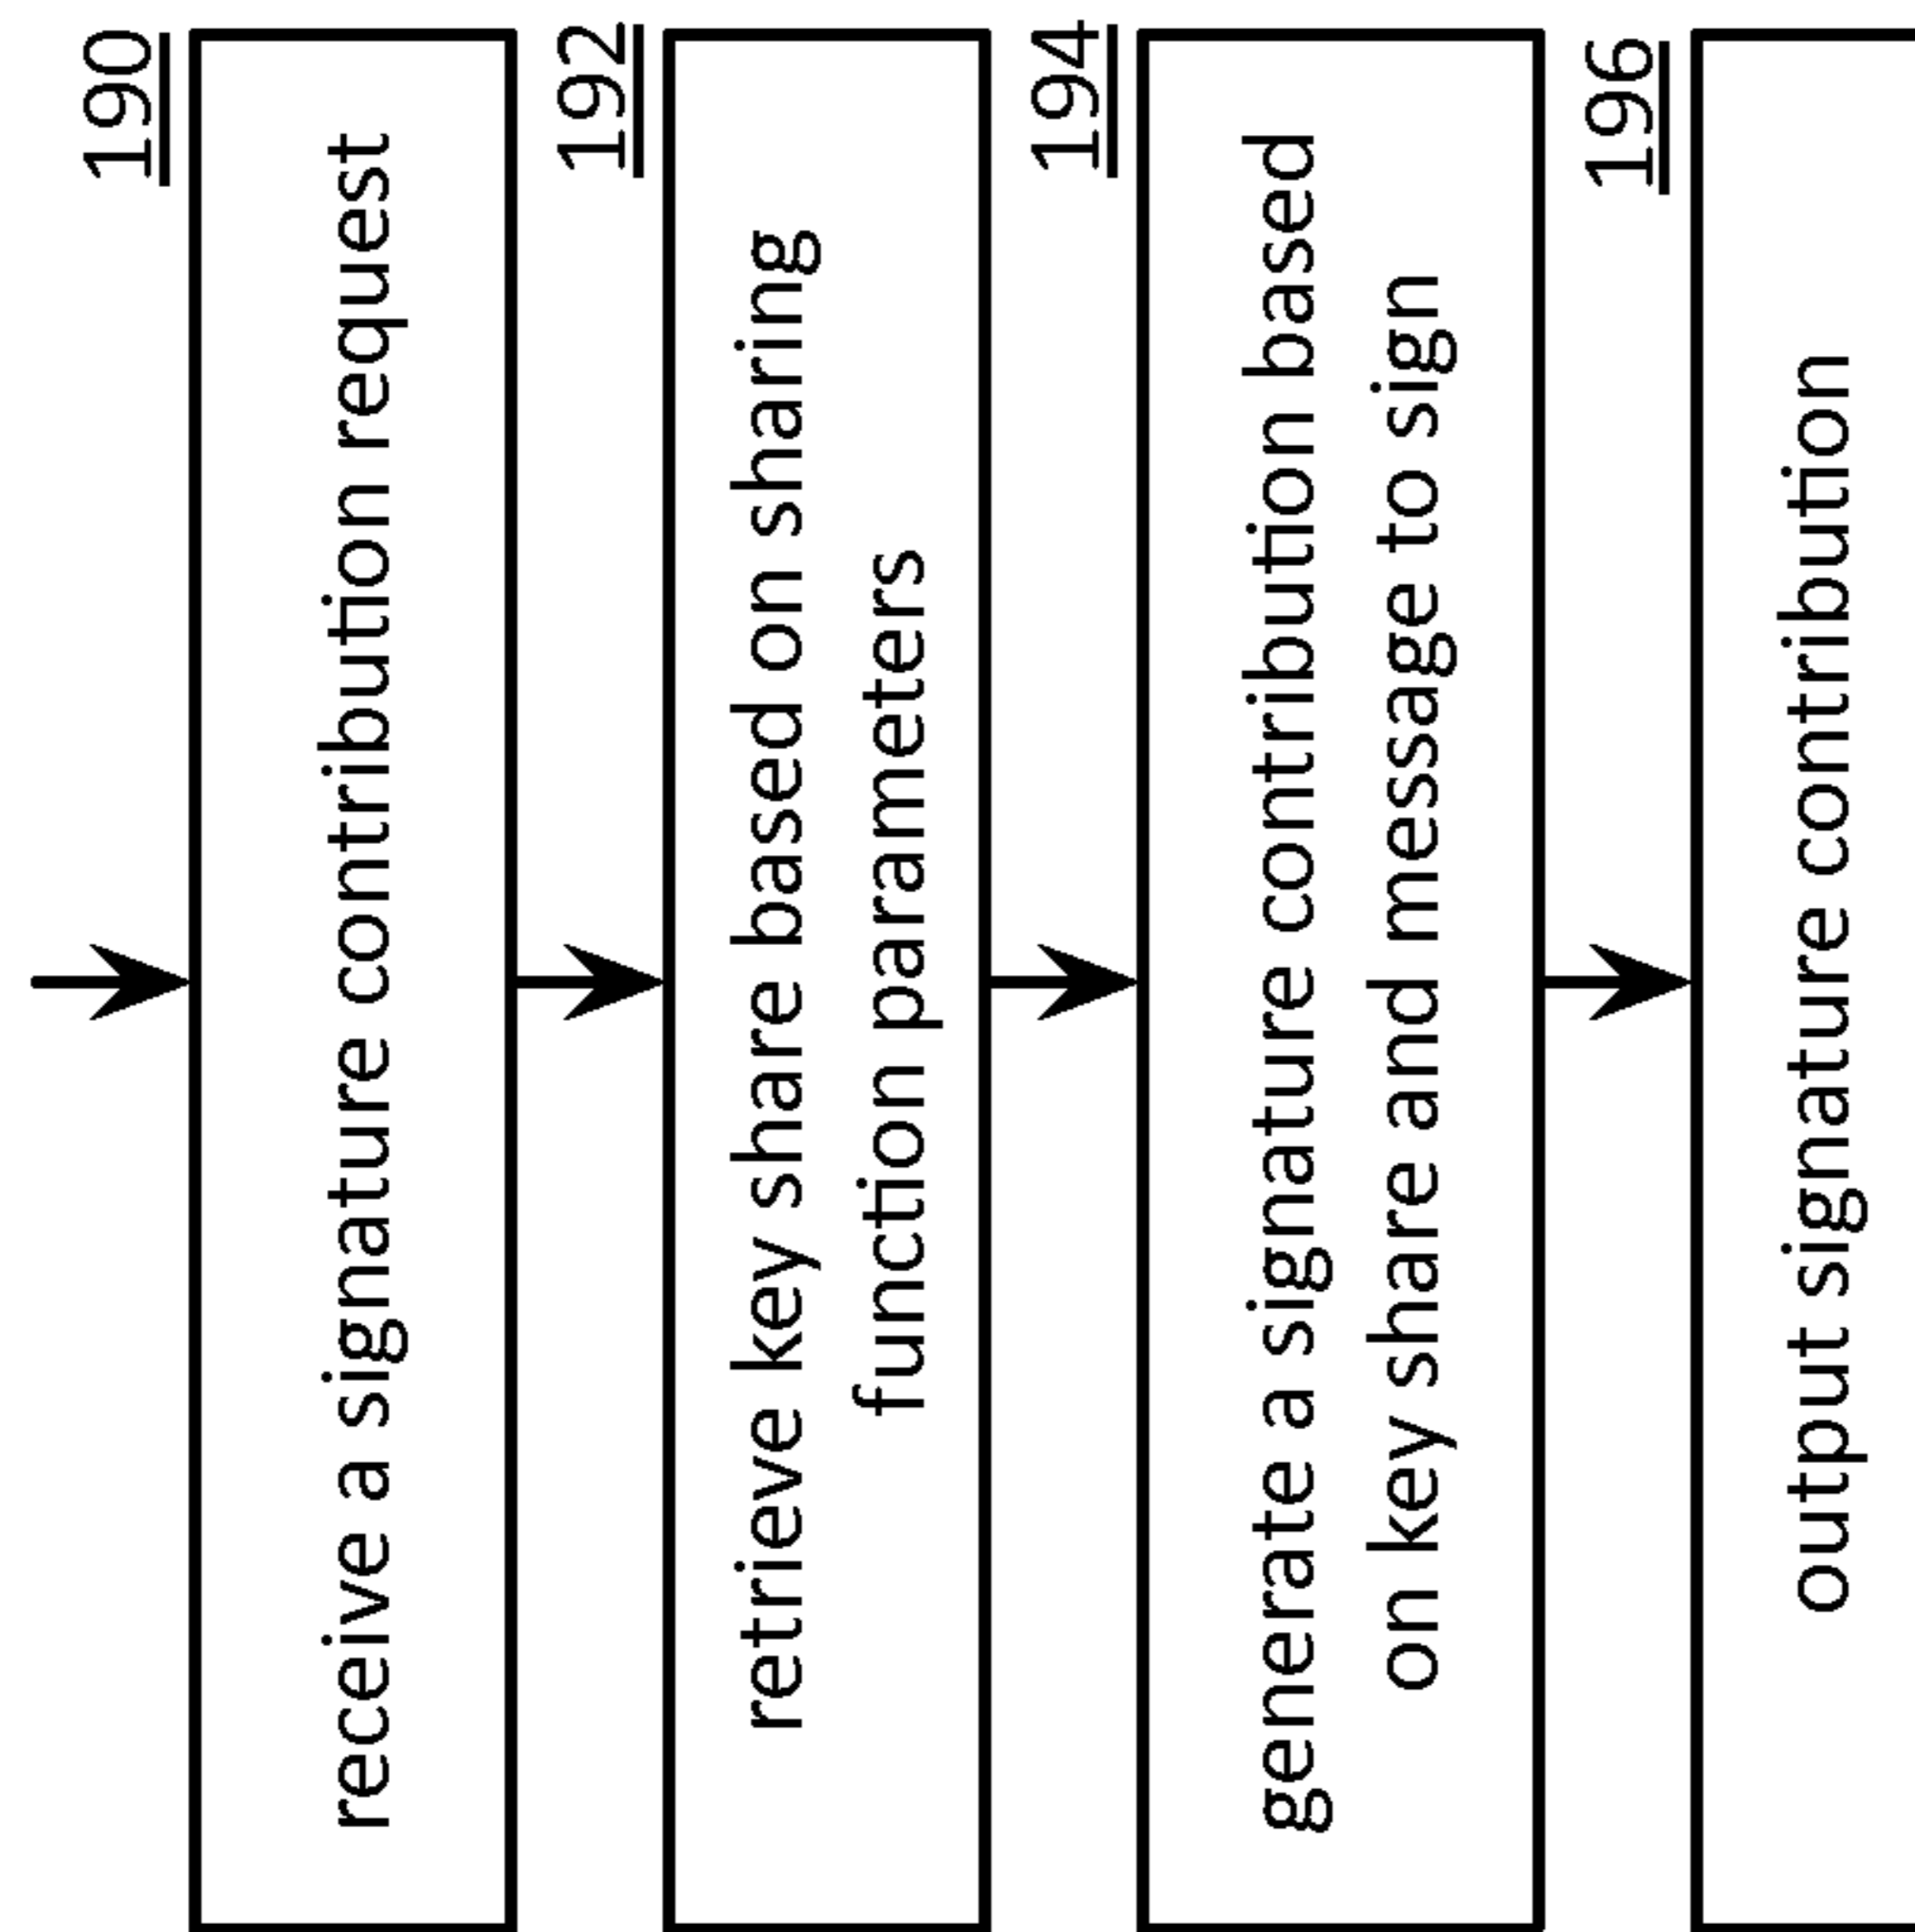 190
receive a signature contribution request
192
retrieve key share based on sharing
function parameters
194
generate a signature contribution based
on key share and message to sign
196
output signature contribution